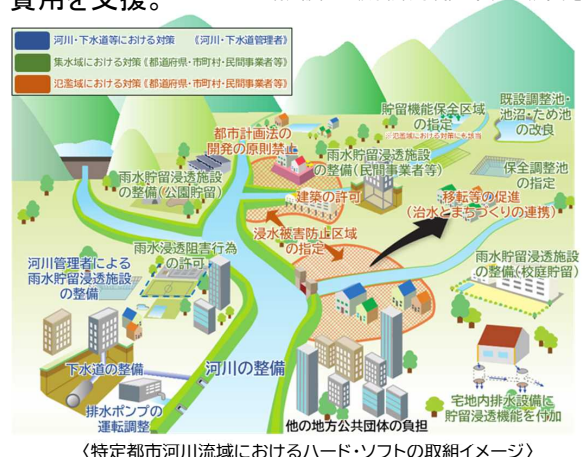 費用を支援。
河川・下水道等における対策 《河川・下水道管理者》
集水域における対策《都道府県・市町村・民間事業者等》
氾濫域における対策《都道府県・市町村・民間事業者等》
都市計画法の
開発の原則禁止
貯留機能保全区域
の指定
※氾濫域における対策にも該当
既設調整池・
池沼・ため池
の改良
雨水貯留浸透施設
の整備(公園貯留)
雨水貯留浸透施設
の整備(民間事業者等)
保全調整池
の指定
建築の許可
移転等の促進
(治水とまちづくりの連携)
浸水被害防止区域
の指定
雨水浸透阻害行為
の許可
河川管理者による
雨水貯留浸透施設
の整備
雨水貯留浸透施設
の整備(校庭貯留)
下水道の整備
河川の整備
排水ポンプの
運転調整
他の地方公共団体の負担
宅地内排水設備に
貯留浸透機能を付加
〈特定都市河川流域におけるハード・ソフトの取組イメージ〉